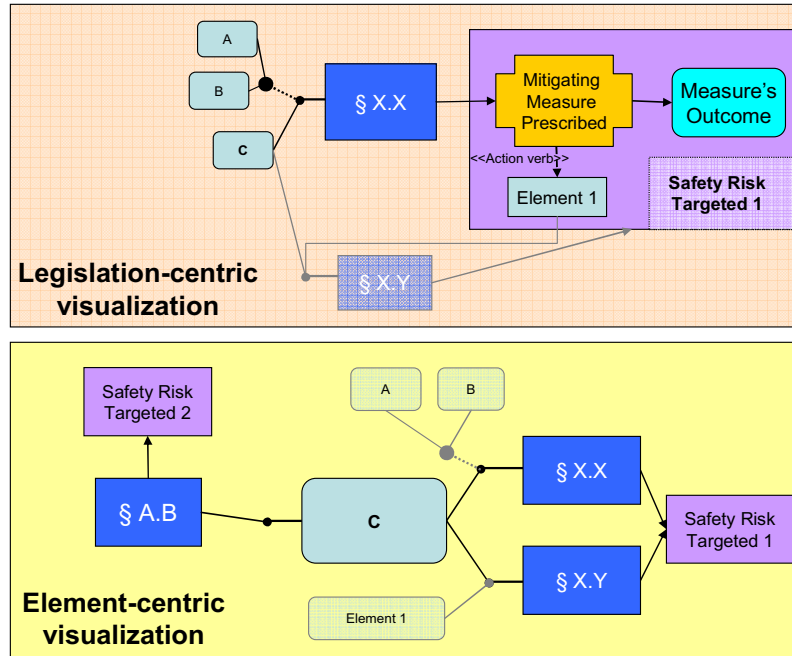 A
B
C
§ X.X
Mitigating
Measure
Prescribed
Measure's
Outcome
<<Action verb>>
Element 1
Safety Risk
Targeted 1
§ X.Y
Legislation-centric
visualization
Safety Risk
Targeted 2
A
B
§ A.B
C
§ X.X
§ X.Y
Safety Risk
Targeted 1
Element 1
Element-centric
visualization